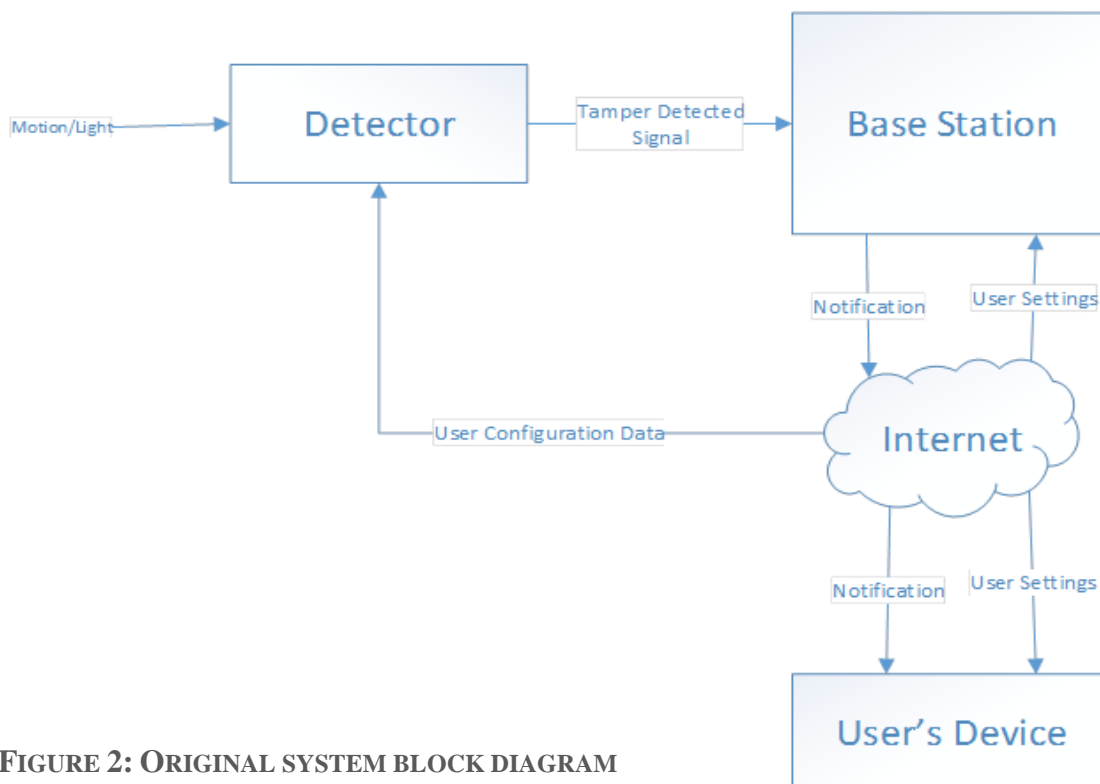 Motion/Light
Detector
Tamper Detected
Signal
Base Station
Notification
User Settings
User Configuration Data
Internet
Notification
User Settings
User's Device
FIGURE 2: ORIGINAL SYSTEM BLOCK DIAGRAM